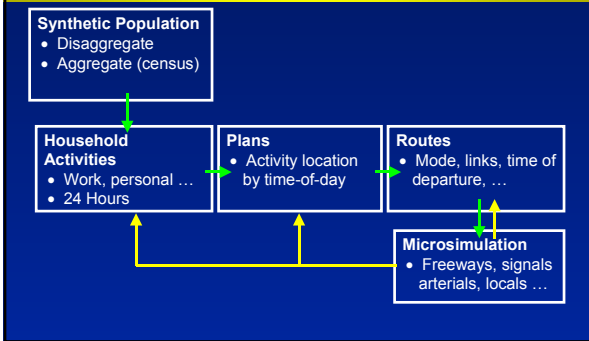 Synthetic Population
• Disaggregate
• Aggregate (census)
Household
Activities
• Work, personal …
• 24 Hours
Plans
• Activity location
by time-of-day
Routes
• Mode, links, time of
departure, …
Microsimulation
• Freeways, signals
arterials, locals …